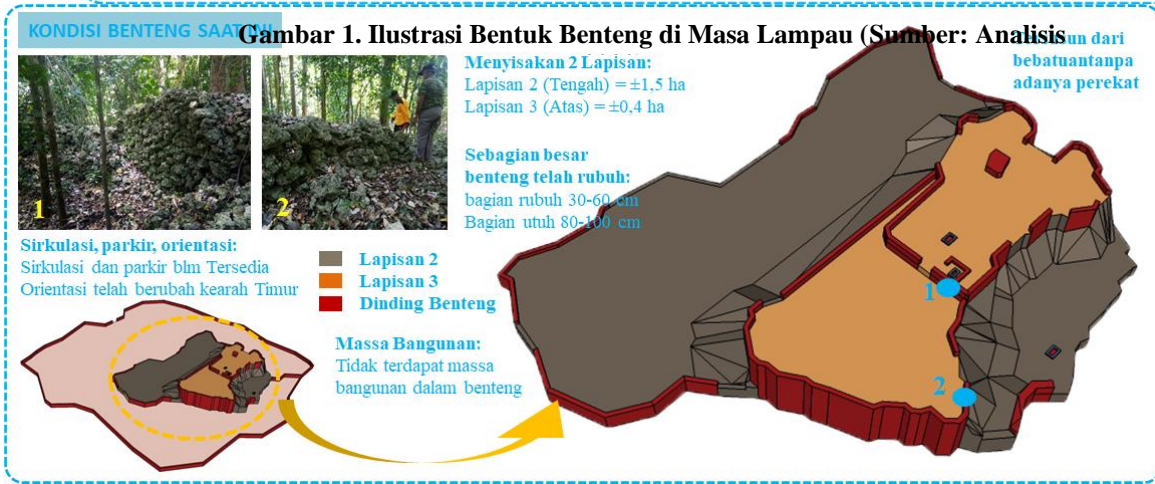 KONDISI BENTENG SAAT
Gambar 1. Ilustrasi Bentuk Benteng di Masa Lampau (Sumber: Analisis
Menyisakan 2 Lapisan:
Lapisan 2 (Tengah) = ±1,5 ha
Lapisan 3 (Atas) = ±0,4 ha
bebatuantanpa
adanya perekat
Sebagian besar
benteng telah rubuh:
bagian rubuh 30-60 cm
Bagian utuh 80-100 cm
1
2
Sirkulasi, parkir, orientasi:
Sirkulasi dan parkir blm Tersedia
Orientasi telah berubah kearah Timur
Lapisan 2
Lapisan 3
Dinding Benteng
Massa Bangunan:
Tidak terdapat massa
bangunan dalam benteng
1
2